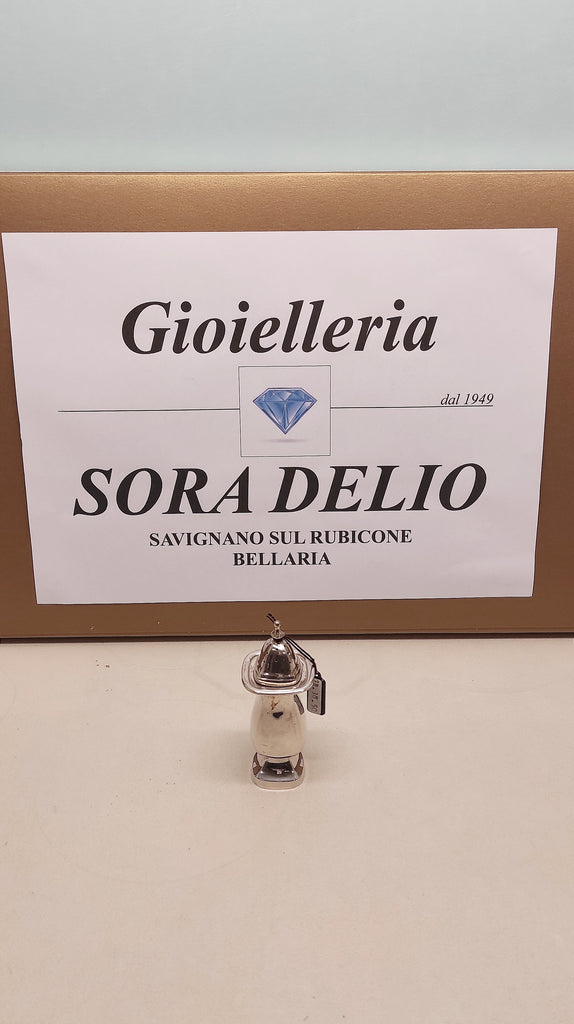 Gioielleria
dal 1949
SORA DELIO
SAVIGNANO SUL RUBICONE
BELLARIA